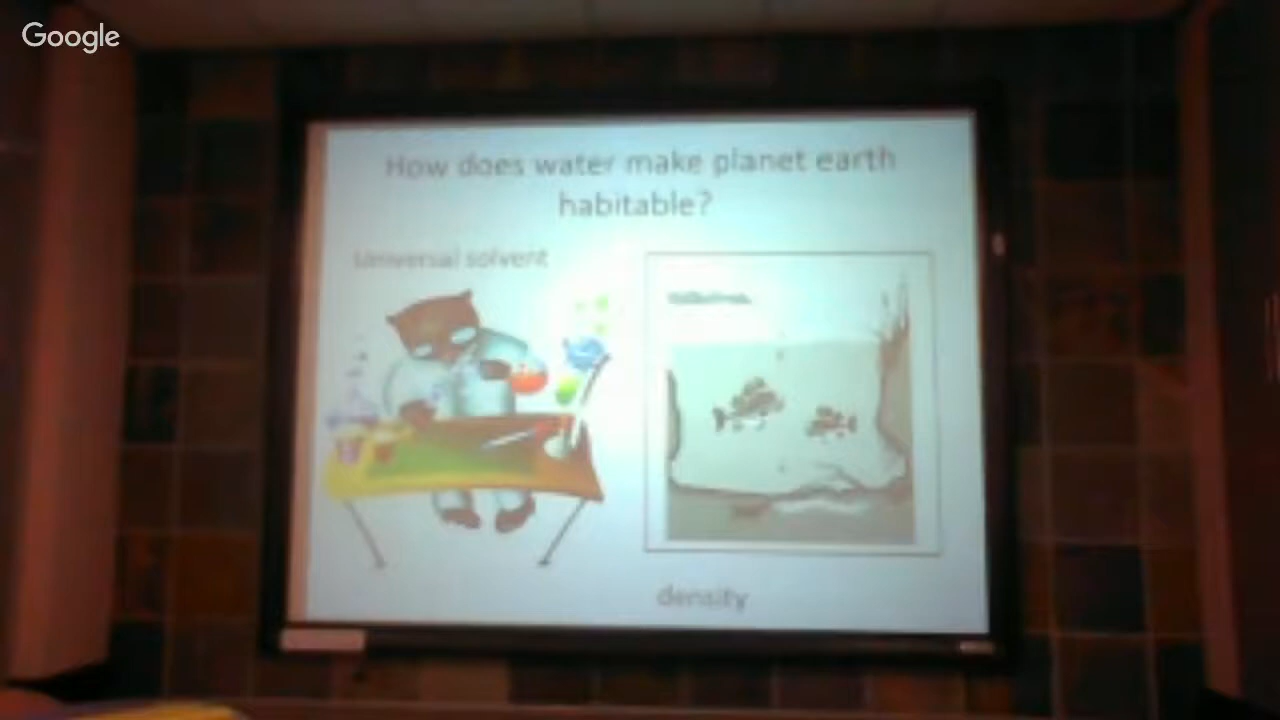 Google
How does water make planet earth
habitable?
Universal solvent
density